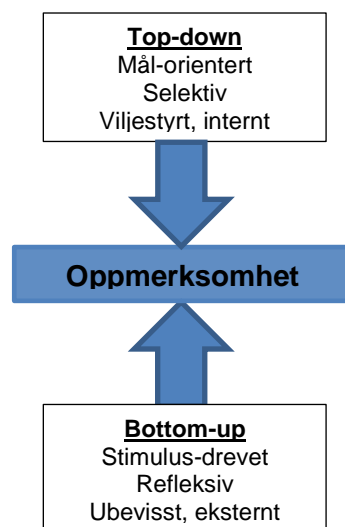 Top-down
Mål-orientert
Selektiv
Viljestyrt, internt
Oppmerksomhet
Bottom-up
Stimulus-drevet
Refleksiv
Ubevisst, eksternt